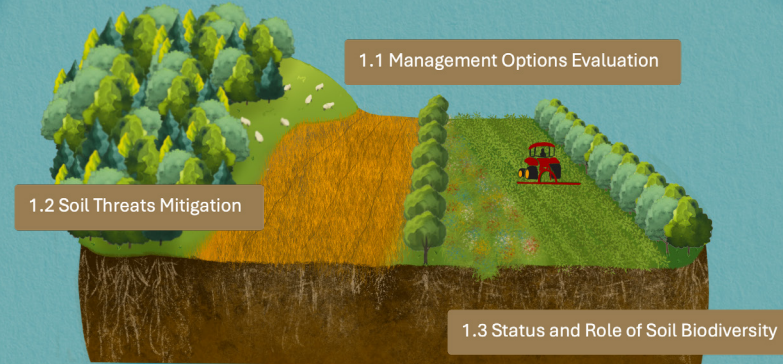 1.1 Management Options Evaluation
1.2 Soil Threats Mitigation
1.3 Status and Role of Soil Biodiversity